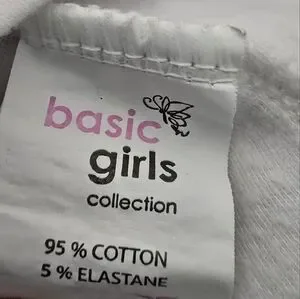 basic
girls
collection
95 % COTTON
5 % ELASTANE